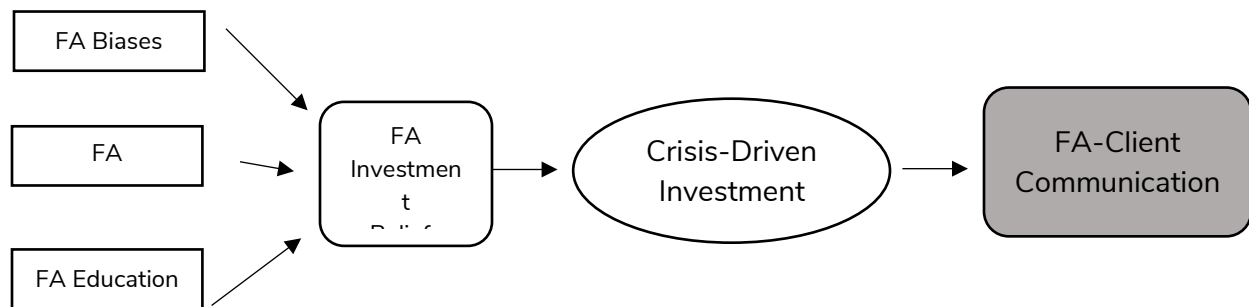 FA Biases
FA
FA Education
FA
Investmen
t
Crisis-Driven
Investment
FA-Client
Communication